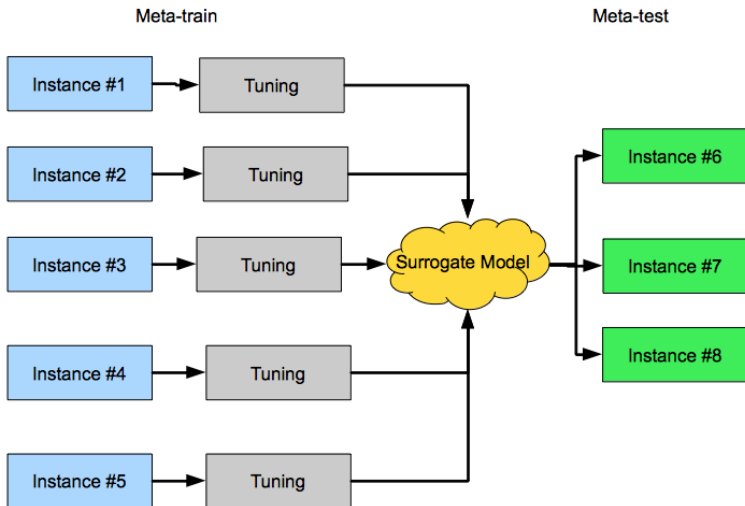 Meta-train
Meta-test
Instance #1
Tuning
Instance #2
Tuning
Instance #6
Instance #3
Tuning
Surrogate Model
Instance #7
Instance #4
Tuning
Instance #8
Instance #5
Tuning